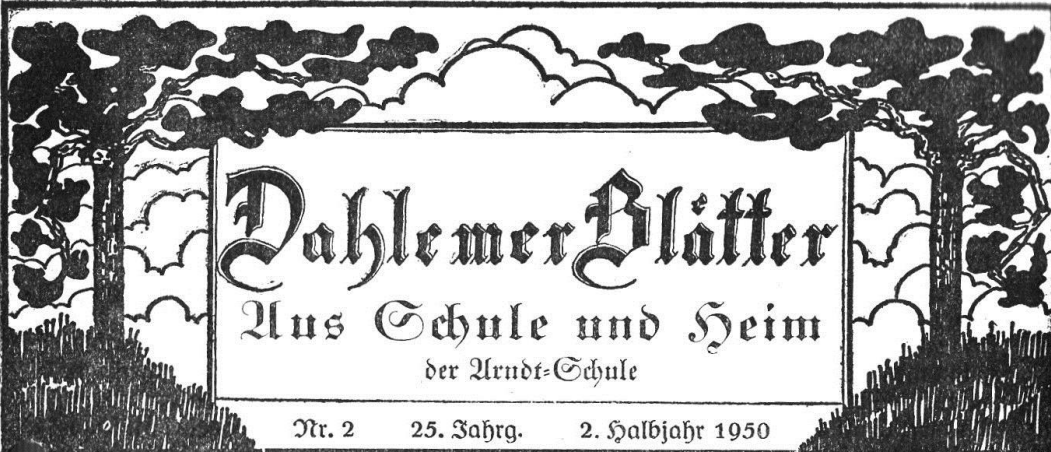 Dahlemer Blätter
Aus Schule und Heim
der Arndt-Schule
Nr. 2 25. Jahrg. 2. Halbjahr 1950